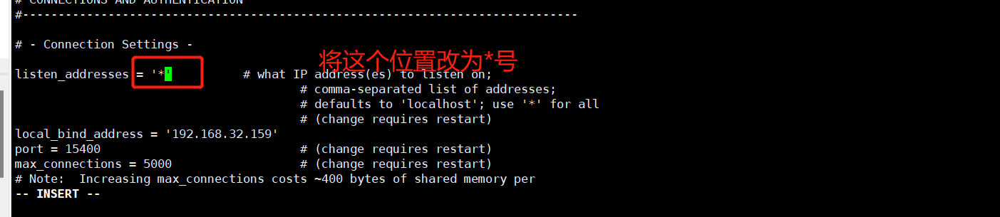 # CONNECTIONS AND AUTHENTICATION
#------------------------------------------------------------------------------
# - Connection Settings -
将这个位置改为*号
listen_addresses = '*'          # what IP address(es) to listen on;
                                        # comma-separated list of addresses;
                                        # defaults to 'localhost'; use '*' for all
                                        # (change requires restart)
local_bind_address = '192.168.32.159'
port = 15400                            # (change requires restart)
max_connections = 5000                  # (change requires restart)
# Note:  Increasing max_connections costs ~400 bytes of shared memory per
-- INSERT --